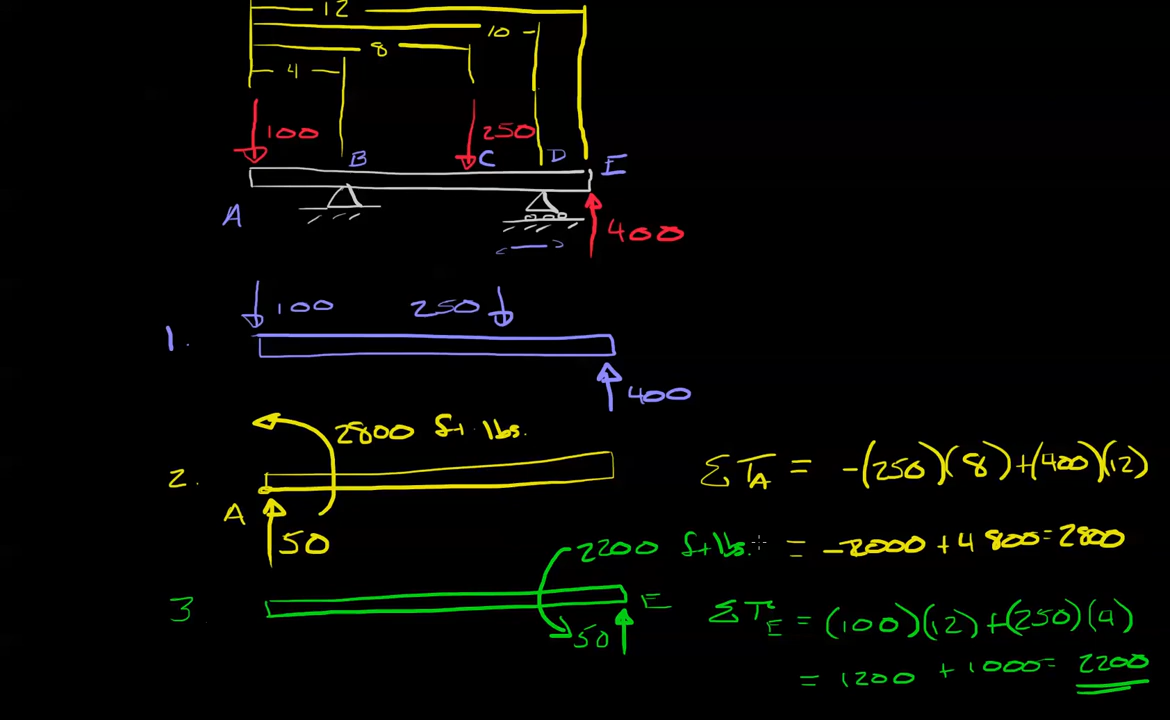 12
10
8
4
100
250
B
C
D
E
A
400
1.
100
250
400
2.
2800 ft. lbs.
A
50
ΣT_A = -(250)(8)+(400)(12)
= -2000 + 4800 = 2800
3.
2200 ft lbs.
E
50
ΣT_E = (100)(12)+(250)(4)
= 1200 + 1000 = 2200